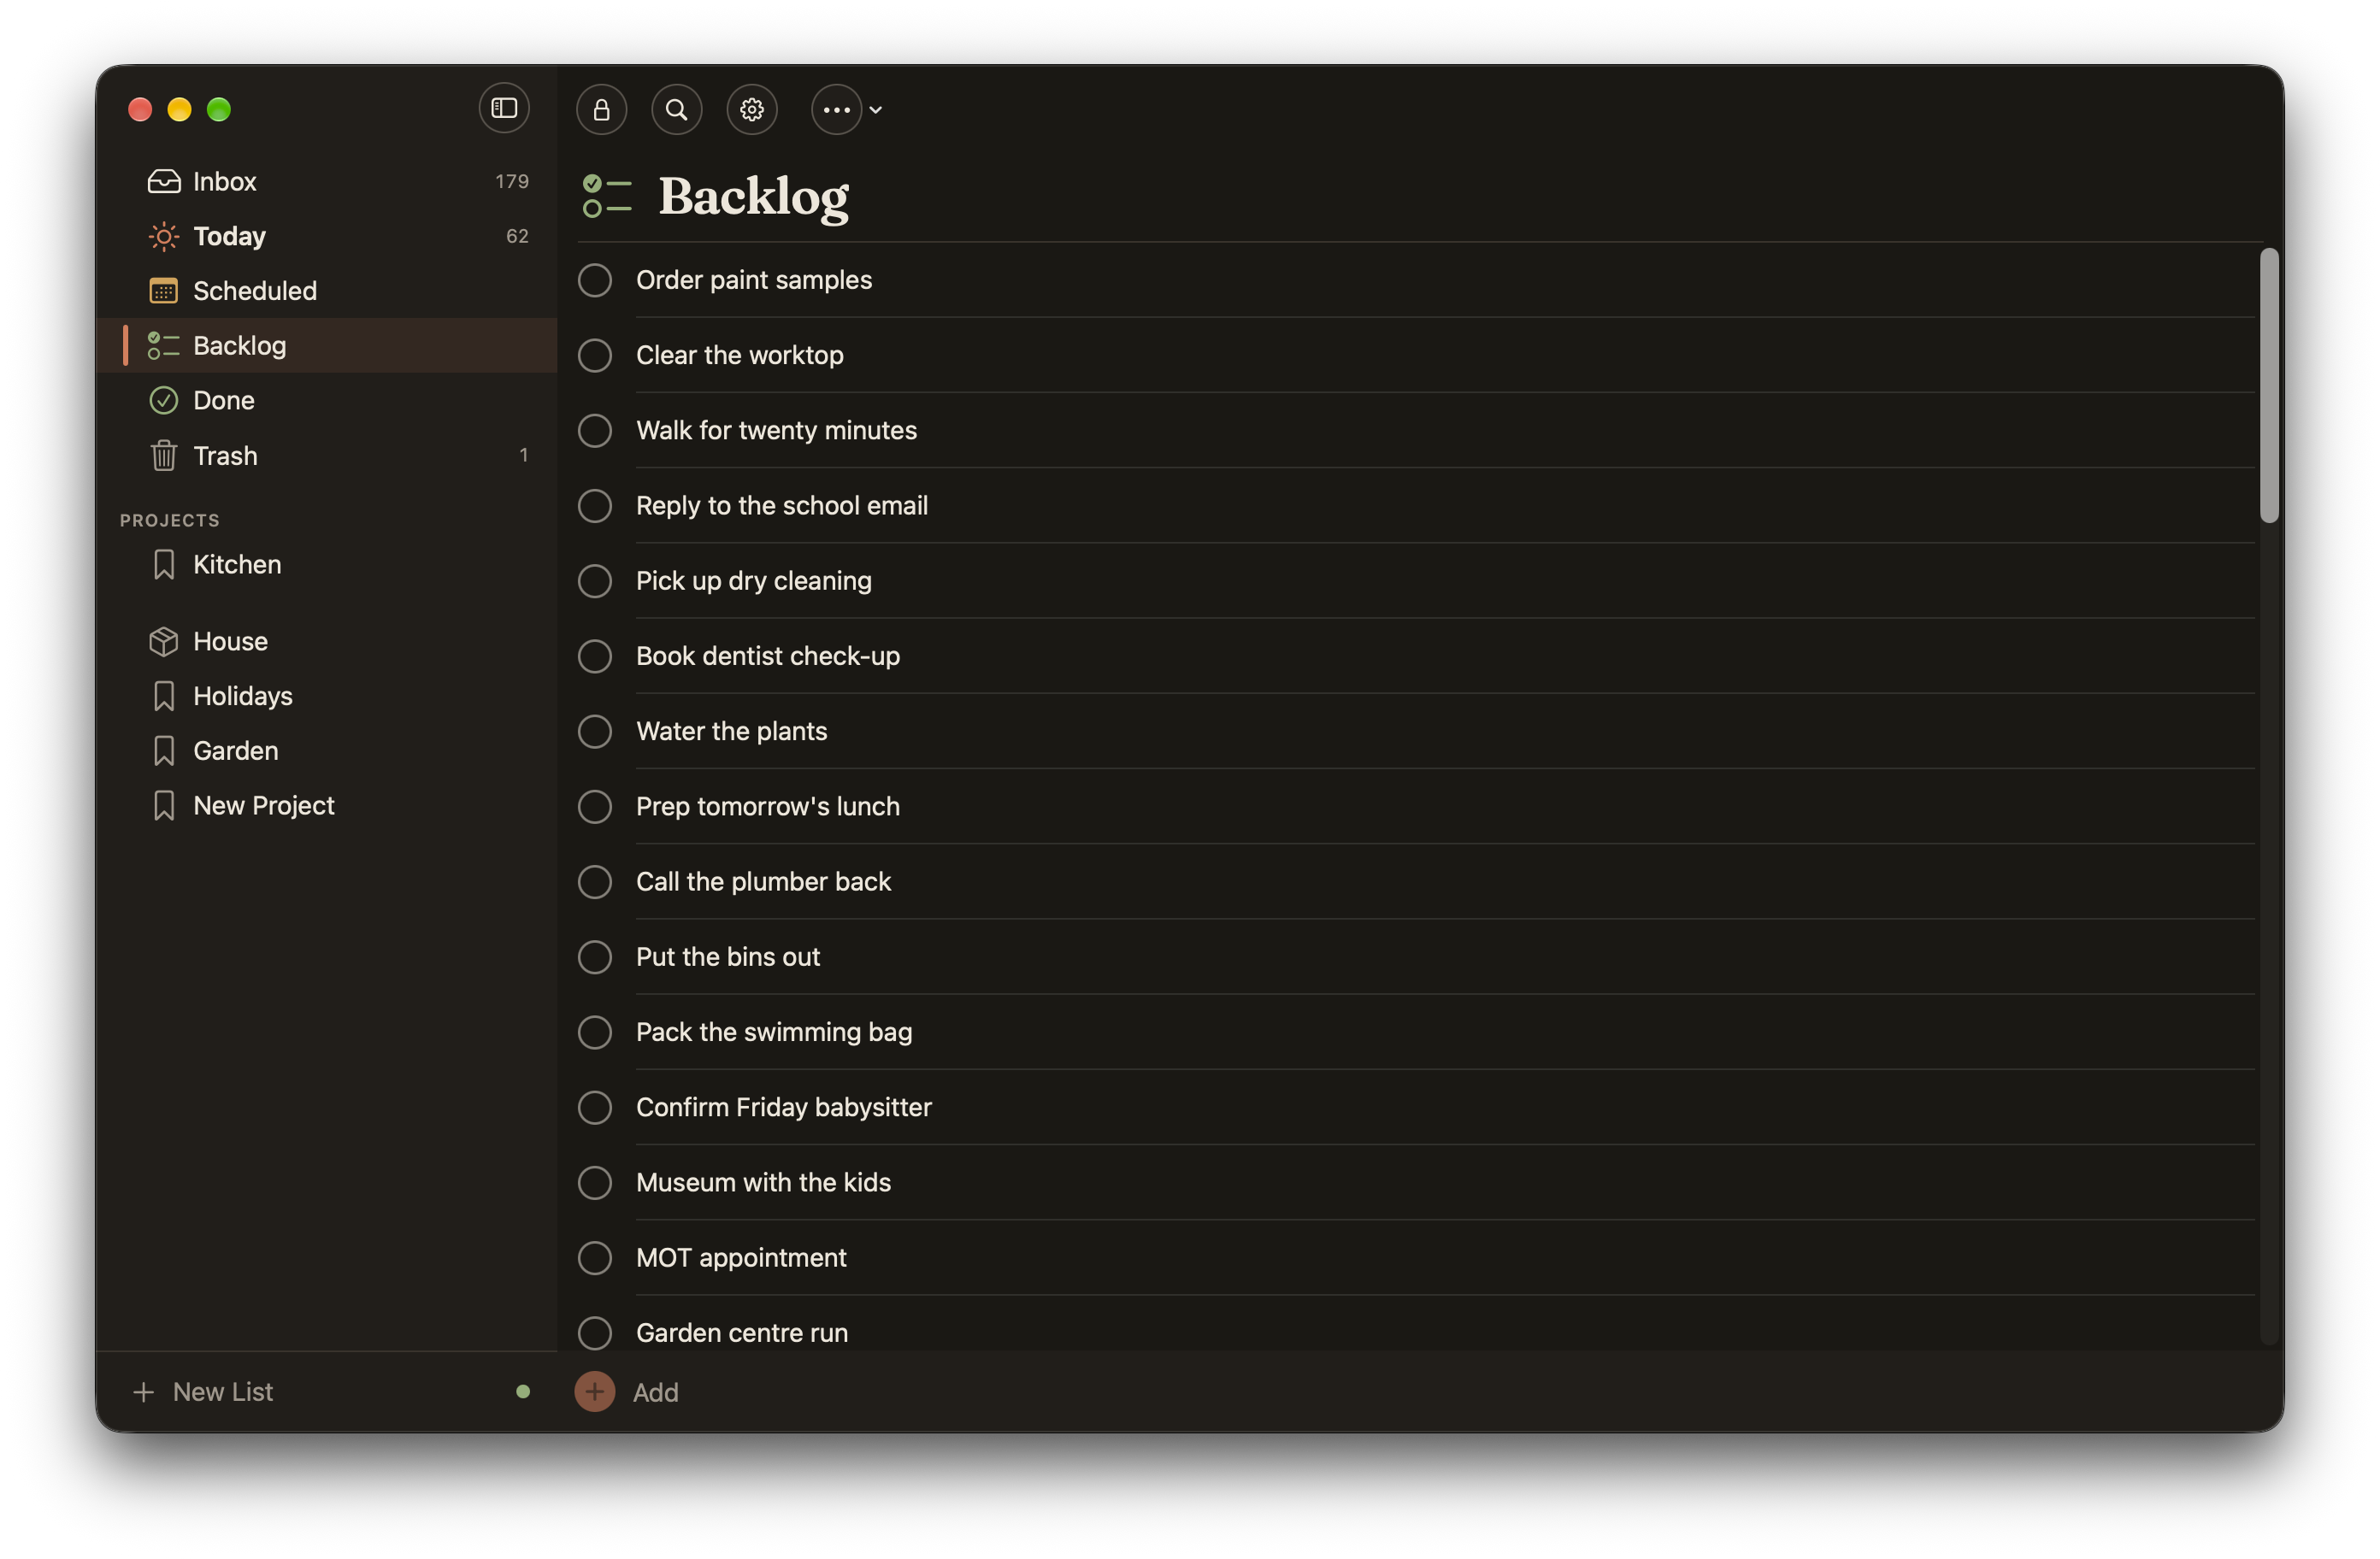 Inbox 179
Today 62
Scheduled
Backlog
Done
Trash 1
PROJECTS
Kitchen
House
Holidays
Garden
New Project
New List
Backlog
Order paint samples
Clear the worktop
Walk for twenty minutes
Reply to the school email
Pick up dry cleaning
Book dentist check-up
Water the plants
Prep tomorrow's lunch
Call the plumber back
Put the bins out
Pack the swimming bag
Confirm Friday babysitter
Museum with the kids
MOT appointment
Garden centre run
Add